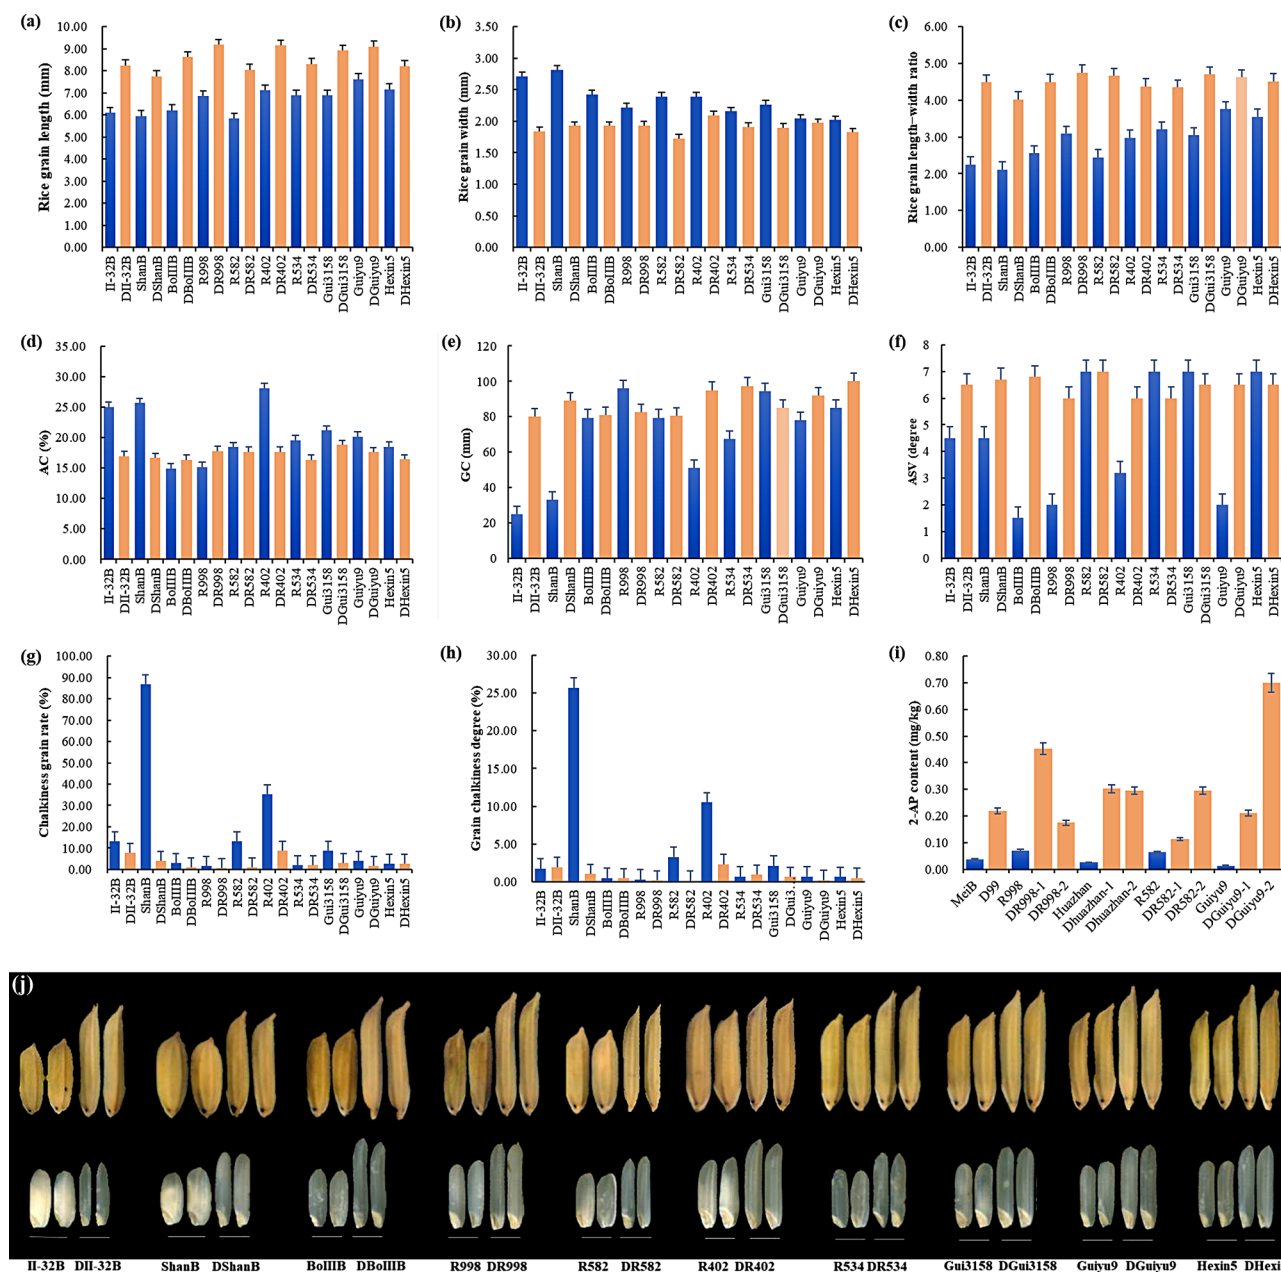 (a)
Rice grain length (mm)
10.00
9.00
8.00
7.00
6.00
5.00
4.00
3.00
2.00
1.00
0.00
II-32B
DII-32B
ShanB
DShanB
BoIIIB
DBoIIIB
R998
DR998
R582
DR582
R402
DR402
R534
DR534
Gui3158
DGui3158
Guiyu9
DGuiyu9
Hexin5
DHexin5
(b)
Rice grain width (mm)
3.50
3.00
2.50
2.00
1.50
1.00
0.50
0.00
II-32B
DII-32B
ShanB
DShanB
BoIIIB
DBoIIIB
R998
DR998
R582
DR582
R402
DR402
R534
DR534
Gui3158
DGui3158
Guiyu9
DGuiyu9
Hexin5
DHexin5
(c)
Rice grain length−width ratio
6.00
5.00
4.00
3.00
2.00
1.00
0.00
II-32B
DII-32B
ShanB
DShanB
BoIIIB
DBoIIIB
R998
DR998
R582
DR582
R402
DR402
R534
DR534
Gui3158
DGui3158
Guiyu9
DGuiyu9
Hexin5
DHexin5
(d)
AC (%)
35.00
30.00
25.00
20.00
15.00
10.00
5.00
0.00
II-32B
DII-32B
ShanB
DShanB
BoIIIB
DBoIIIB
R998
DR998
R582
DR582
R402
DR402
R534
DR534
Gui3158
DGui3158
Guiyu9
DGuiyu9
Hexin5
DHexin5
(e)
GC (mm)
120
100
80
60
40
20
0
II-32B
DII-32B
ShanB
DShanB
BoIIIB
DBoIIIB
R998
DR998
R582
DR582
R402
DR402
R534
DR534
Gui3158
DGui3158
Guiyu9
DGuiyu9
Hexin5
DHexin5
(f)
ASV (degree
8
7
6
5
4
3
2
1
0
II-32B
DII-32B
ShanB
DShanB
BoIIIB
DBoIIIB
R998
DR998
R582
DR582
R402
DR402
R534
DR534
Gui3158
DGui3158
Guiyu9
DGuiyu9
Hexin5
DHexin5
(g)
Chalkiness grain rate (%)
100.00
90.00
80.00
70.00
60.00
50.00
40.00
30.00
20.00
10.00
0.00
II-32B
DII-32B
ShanB
DShanB
BoIIIB
DBoIIIB
R998
DR998
R582
DR582
R402
DR402
R534
DR534
Gui3158
DGui3158
Guiyu9
DGuiyu9
Hexin5
DHexin5
(h)
Grain chalkiness degree (%)
30.00
25.00
20.00
15.00
10.00
5.00
0.00
II-32B
DII-32B
ShanB
DShanB
BoIIIB
DBoIIIB
R998
DR998
R582
DR582
R402
DR402
R534
DR534
Gui3158
DGui3..
Guiyu9
DGuiyu9
Hexin5
DHexin5
(i)
2-AP content (mg/kg)
0.80
0.70
0.60
0.50
0.40
0.30
0.20
0.10
0.00
MeiB
D99
R998
DR998-1
DR998-2
Huazhan
Dhuazhan-1
Dhuazhan-2
R582
DR582-1
DR582-2
Guiyu9
DGuiyu9-1
DGuiyu9-2
(j)
II-32B DII-32B ShanB DShanB BoIIIB DBoIIIB R998 DR998 R582 DR582 R402 DR402 R534 DR534 Gui3158 DGui3158 Guiyu9 DGuiyu9 Hexin5 DHexi